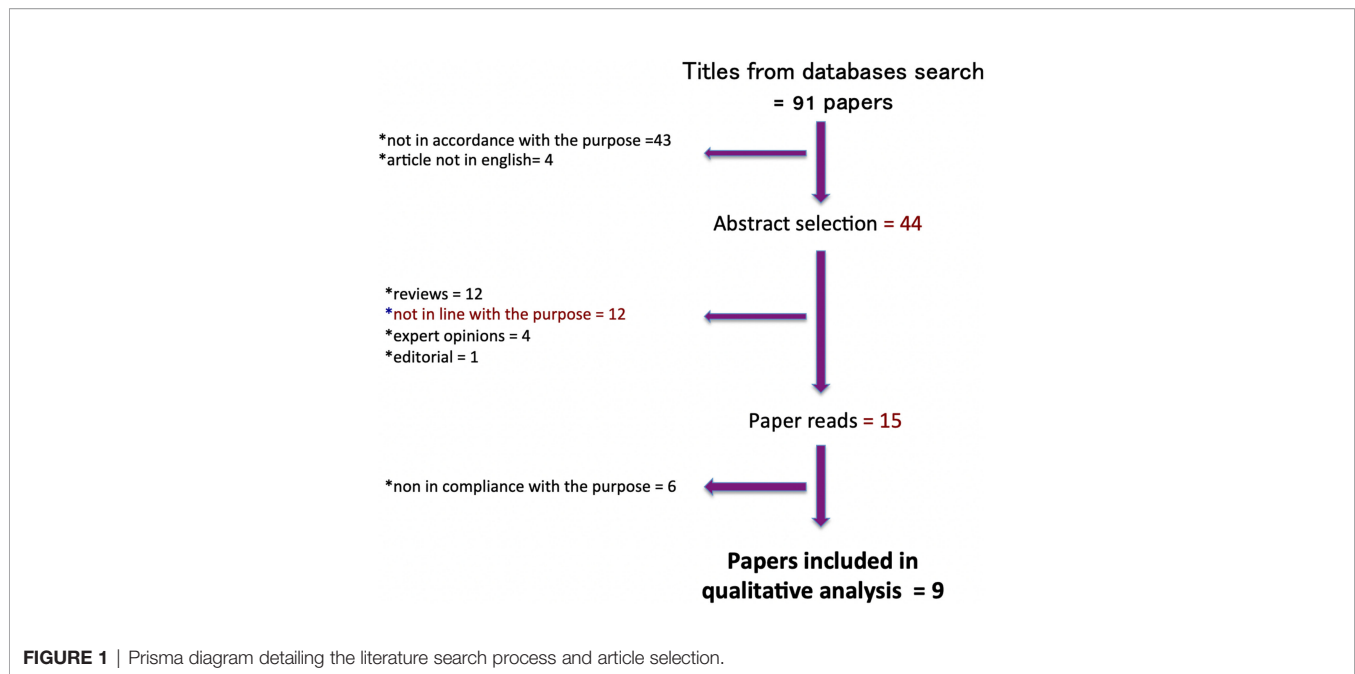 Titles from databases search
= 91 papers
*not in accordance with the purpose =43
*article not in english= 4
Abstract selection = 44
*reviews = 12
*not in line with the purpose = 12
*expert opinions = 4
*editorial = 1
Paper reads = 15
*non in compliance with the purpose = 6
Papers included in
qualitative analysis = 9
FIGURE 1 | Prisma diagram detailing the literature search process and article selection.